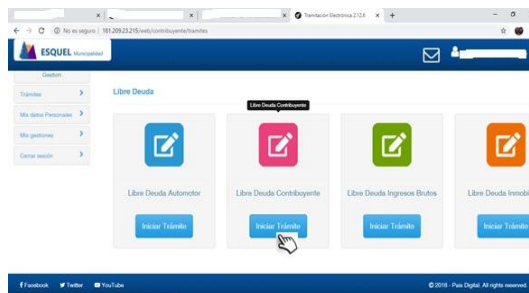 Tramitacion Electronica 2.12.6
No es seguro | 181.209.23.215/web/contribuyente/tramites
ESQUEL Municipalidad
Gestion
Trámites
Mis datos Personales
Mis gestiones
Cerrar sesión
Libre Deuda
Libre Deuda Contribuyente
Libre Deuda Automotor
Iniciar Trámite
Libre Deuda Contribuyente
Iniciar Trámite
Libre Deuda Ingresos Brutos
Iniciar Trámite
Libre Deuda Inmobi
Iniciar Trámite
Facebook Twitter YouTube
© 2018 - Pais Digital. All rights reserved.